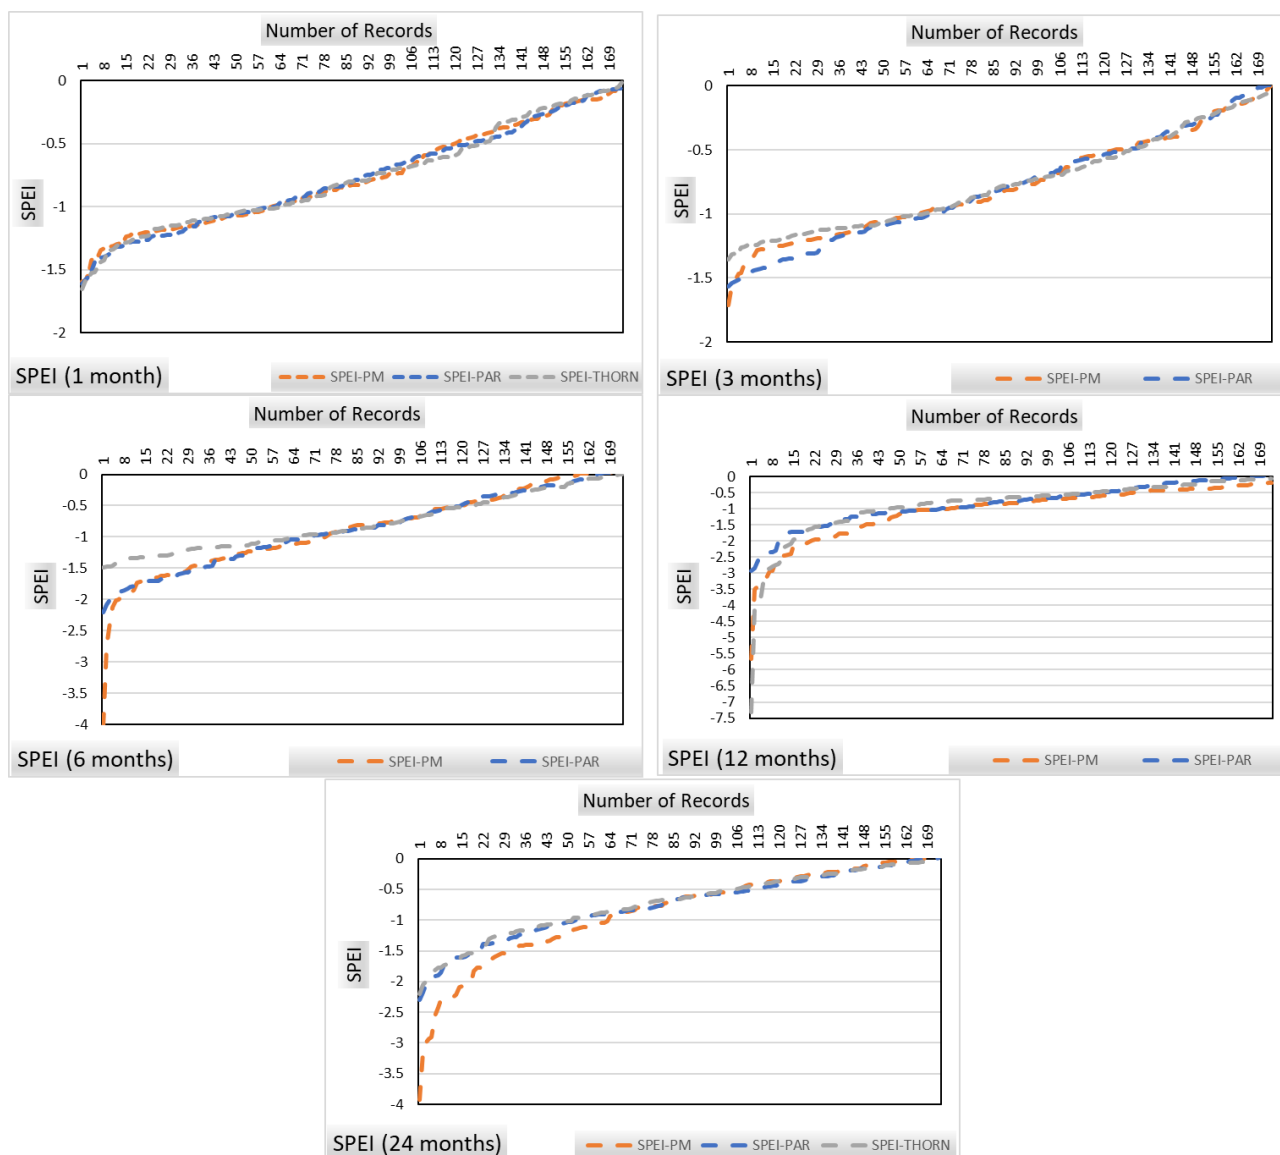 Number of Records
1 8 15 22 29 36 43 50 57 64 71 78 85 92 99 106 113 120 127 134 141 148 155 162 169
0
-0.5
-1
-1.5
-2
SPEI
SPEI (1 month)
SPEI-PM SPEI-PAR SPEI-THORN
Number of Records
1 8 15 22 29 36 43 50 57 64 71 78 85 92 99 106 113 120 127 134 141 148 155 162 169
0
-0.5
-1
-1.5
-2
SPEI
SPEI (3 months)
SPEI-PM SPEI-PAR
Number of Records
1 8 15 22 29 36 43 50 57 64 71 78 85 92 99 106 113 120 127 134 141 148 155 162 169
0
-0.5
-1
-1.5
-2
-2.5
-3
-3.5
-4
SPEI
SPEI (6 months)
SPEI-PM SPEI-PAR
Number of Records
1 8 15 22 29 36 43 50 57 64 71 78 85 92 99 106 113 120 127 134 141 148 155 162 169
0
-0.5
-1
-1.5
-2
-2.5
-3
-3.5
-4
-4.5
-5
-5.5
-6
-6.5
-7
-7.5
SPEI
SPEI (12 months)
SPEI-PM SPEI-PAR
Number of Records
1 8 15 22 29 36 43 50 57 64 71 78 85 92 99 106 113 120 127 134 141 148 155 162 169
0
-0.5
-1
-1.5
-2
-2.5
-3
-3.5
-4
SPEI
SPEI (24 months)
SPEI-PM SPEI-PAR SPEI-THORN